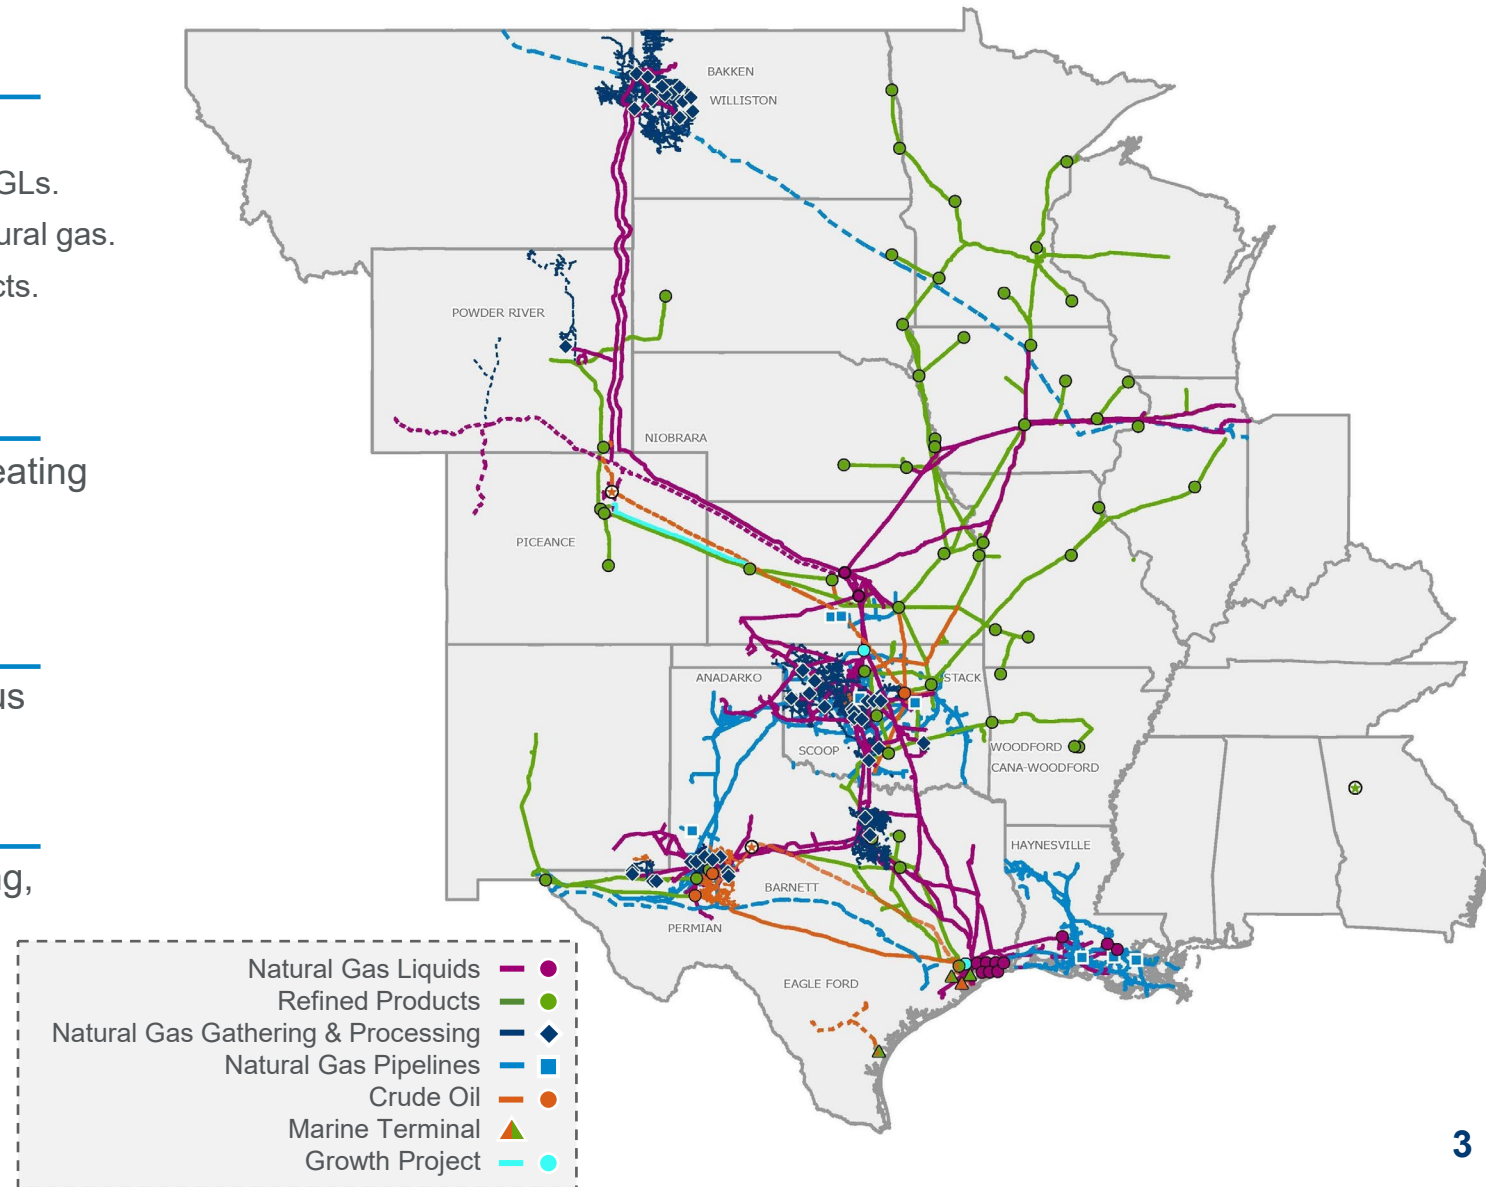 GLs.
ural gas.
cts.
eating
us
ng,
BAKKEN
WILLISTON
POWDER RIVER
NIOBRARA
PICEANCE
ANADARKO
STACK
SCOOP
WOODFORD
CANA-WOODFORD
HAYNESVILLE
BARNETT
PERMIAN
EAGLE FORD
Natural Gas Liquids
Refined Products
Natural Gas Gathering & Processing
Natural Gas Pipelines
Crude Oil
Marine Terminal
Growth Project
3